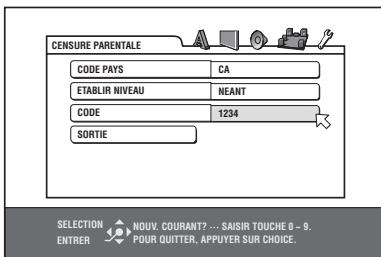 CENSURE PARENTALE
CODE PAYS CA
ETABLIR NIVEAU NEANT
CODE 1234
SORTIE
SELECTION NOUV. COURANT? ··· SAISIR TOUCHE 0 ~ 9.
ENTRER POUR QUITTER, APPUYER SUR CHOICE.